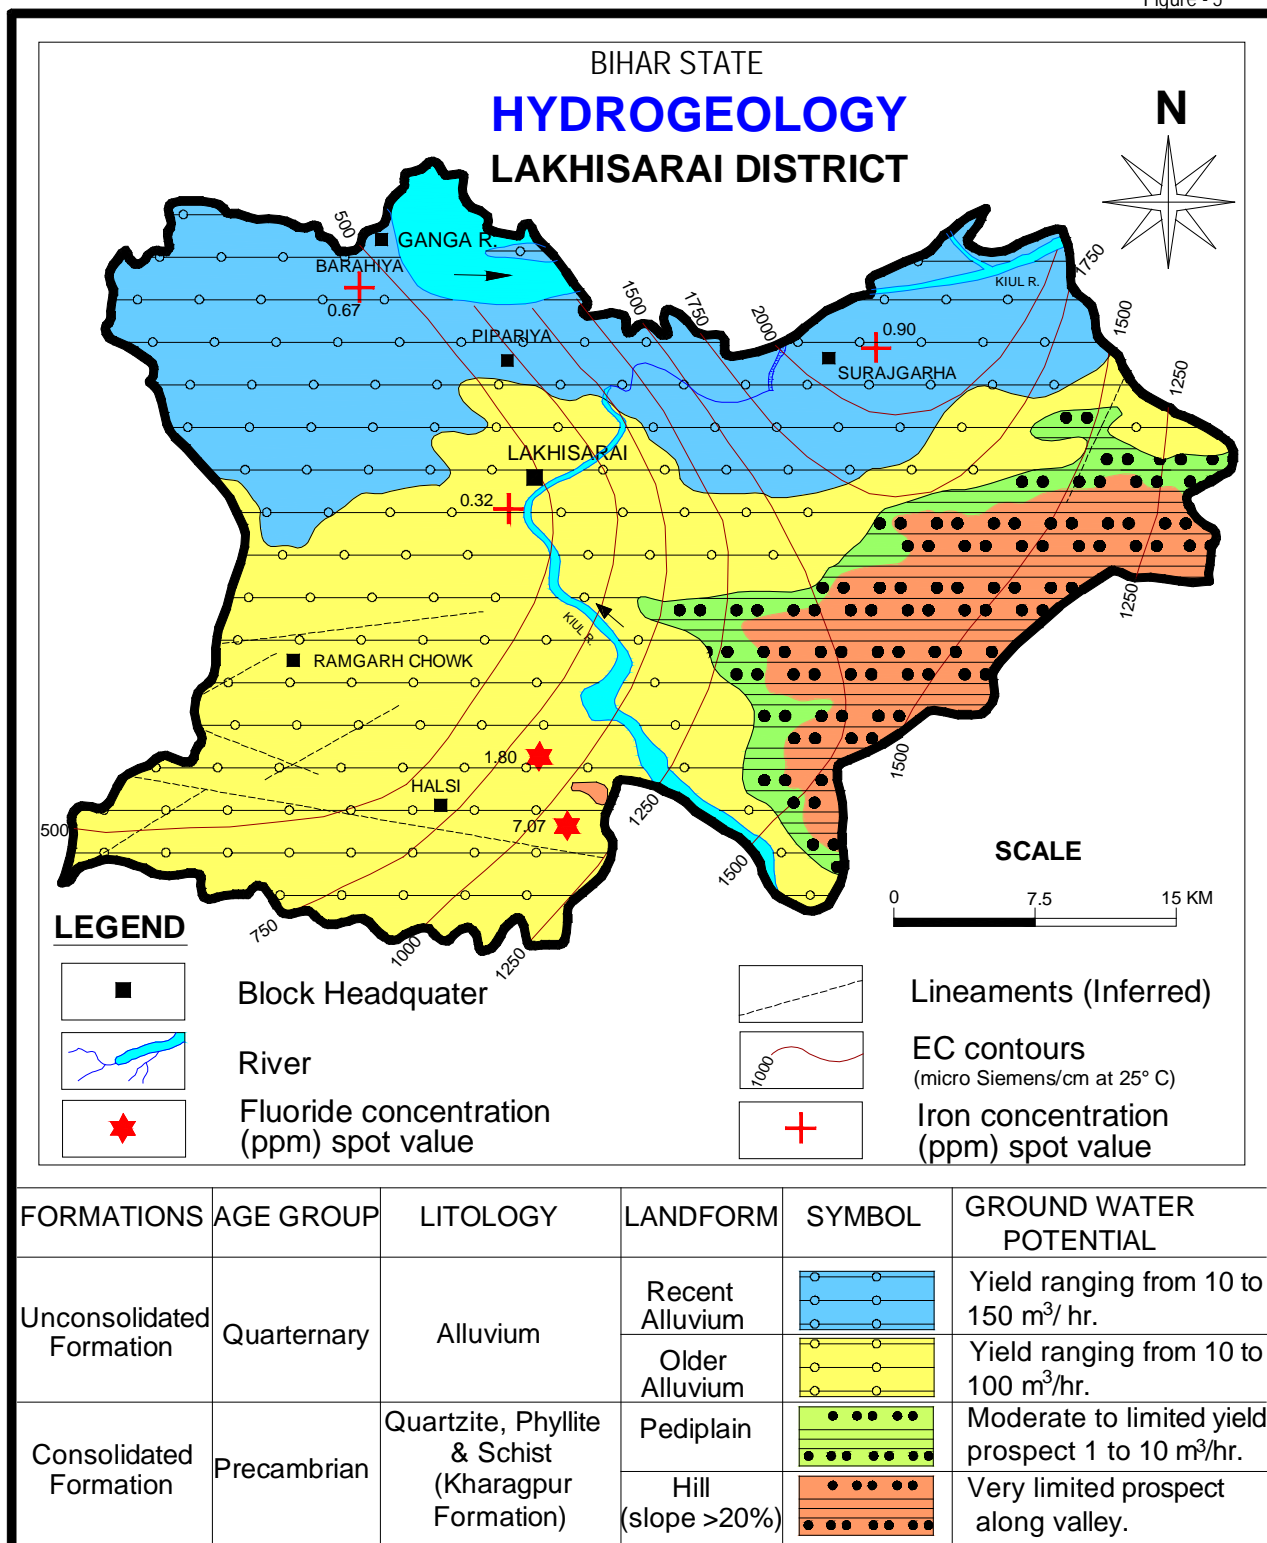 Figure - 5
BIHAR STATE
HYDROGEOLOGY
LAKHISARAI DISTRICT
N
500
GANGA R.
BARAHIYA
0.67
1500
1750
2000
KIUL R.
1750
1500
1250
PIPARIYA
0.90
SURAJGARHA
LAKHISARAI
0.32
KIUL R.
1250
RAMGARH CHOWK
1.80
HALSI
7.07
500
1250
1500
1500
750
1000
1250
SCALE
0 7.5 15 KM
LEGEND
Block Headquater
River
Fluoride concentration
(ppm) spot value
Lineaments (Inferred)
1000
EC contours
(micro Siemens/cm at 25° C)
Iron concentration
(ppm) spot value
FORMATIONS AGE GROUP LITOLOGY LANDFORM SYMBOL GROUND WATER
POTENTIAL
Unconsolidated
Formation
Quarternary
Alluvium
Recent
Alluvium
Yield ranging from 10 to
150 m³/ hr.
Older
Alluvium
Yield ranging from 10 to
100 m³/hr.
Consolidated
Formation
Precambrian
Quartzite, Phyllite
& Schist
(Kharagpur
Formation)
Pediplain
Moderate to limited yield
prospect 1 to 10 m³/hr.
Hill
(slope >20%)
Very limited prospect
along valley.